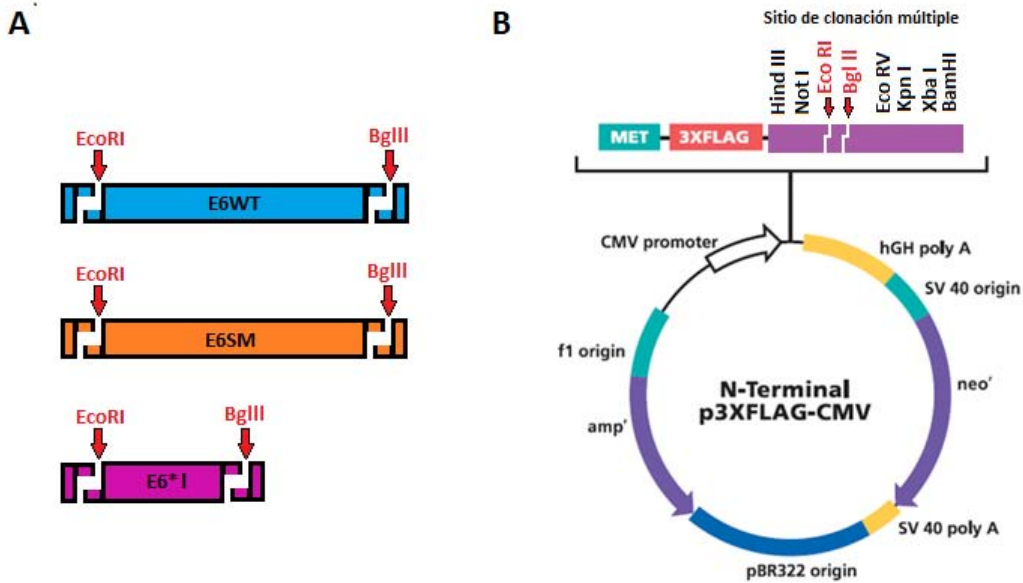 A
EcoRI
BglII
E6WT
EcoRI
BglII
E6SM
EcoRI
BglII
E6*I
B
Sitio de clonación múltiple
Hind III
Not I
Eco RI
Bgl II
Eco RV
Kpn I
Xba I
BamHI
MET
3XFLAG
CMV promoter
hGH poly A
SV 40 origin
f1 origin
neoʳ
N-Terminal
p3XFLAG-CMV
ampʳ
SV 40 poly A
pBR322 origin